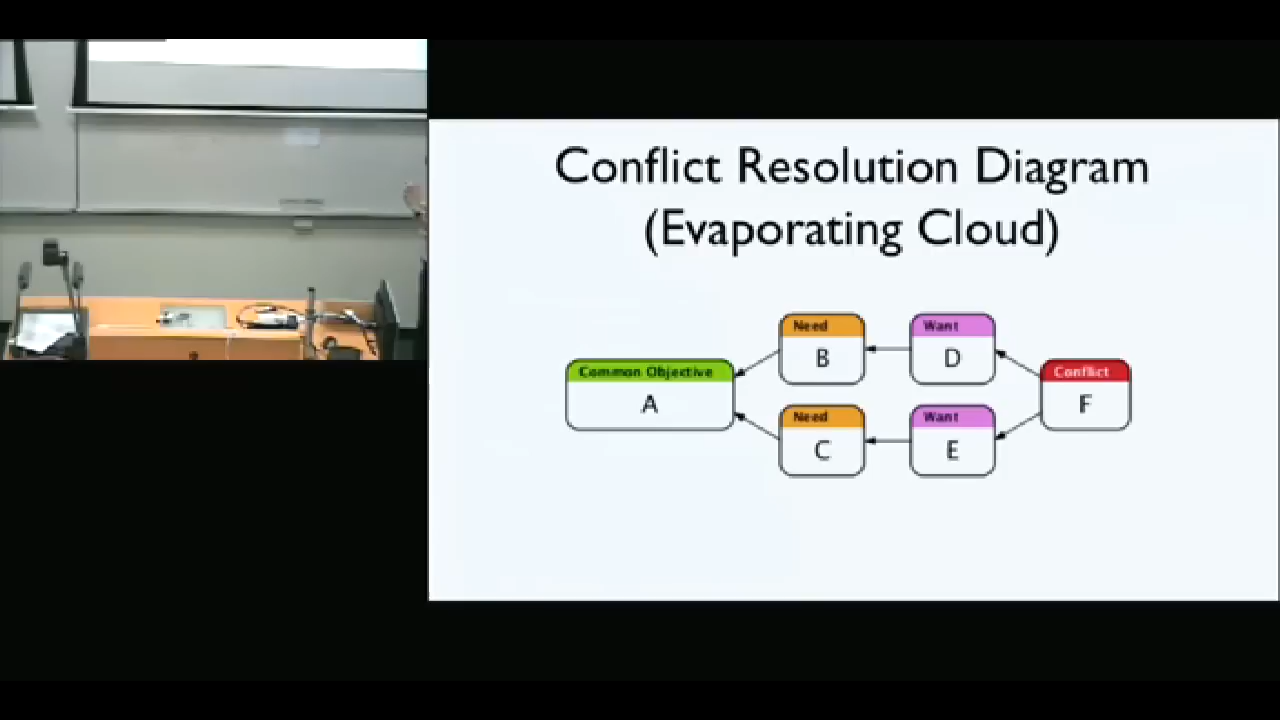 Conflict Resolution Diagram
(Evaporating Cloud)
Need
B
Want
D
Common Objective
A
Conflict
F
Need
C
Want
E